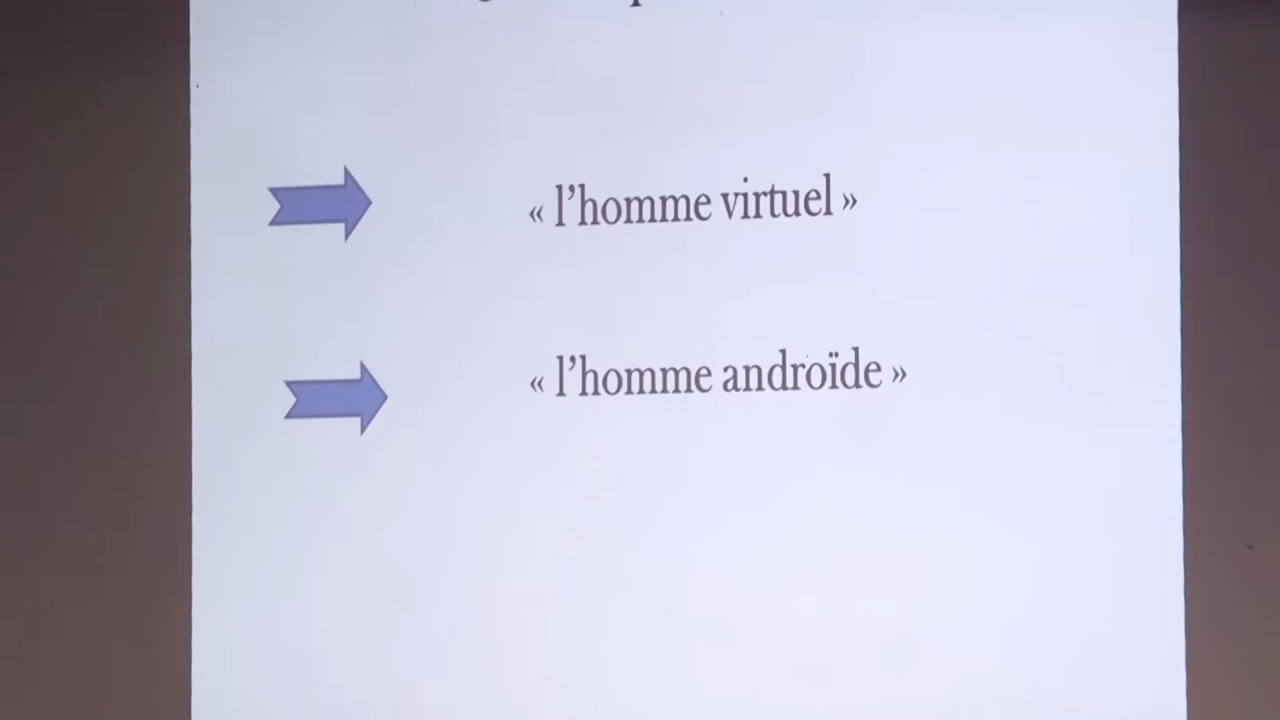 « l’homme virtuel »
« l’homme androïde »